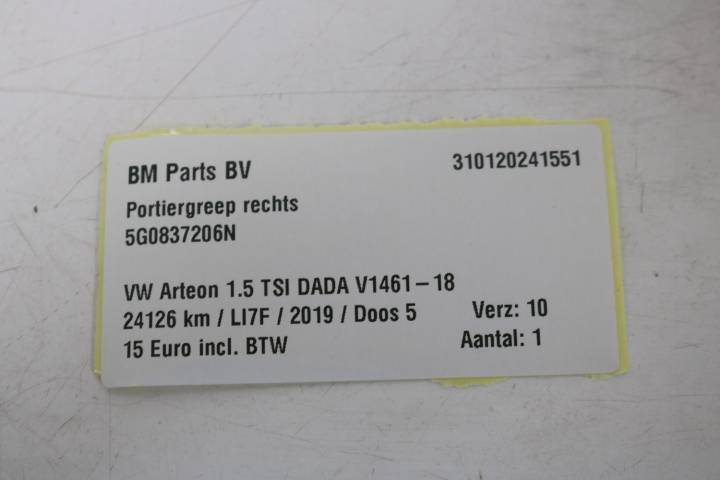 BM Parts BV 310120241551
Portiergreep rechts
5G0837206N
VW Arteon 1.5 TSI DADA V1461-18
24126 km / LI7F / 2019 / Doos 5 Verz: 10
15 Euro incl. BTW Aantal: 1